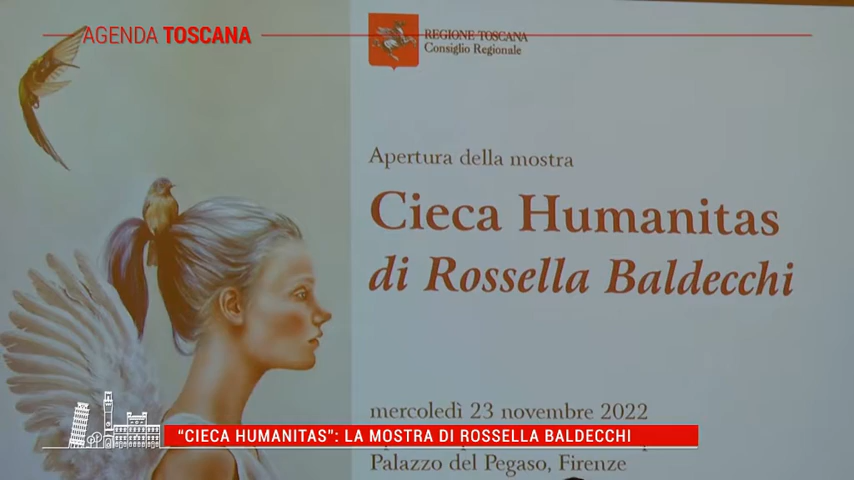 AGENDA TOSCANA
REGIONE TOSCANA
Consiglio Regionale
Apertura della mostra
Cieca Humanitas
di Rossella Baldecchi
mercoledì 23 novembre 2022
“CIECA HUMANITAS”: LA MOSTRA DI ROSSELLA BALDECCHI
Palazzo del Pegaso, Firenze